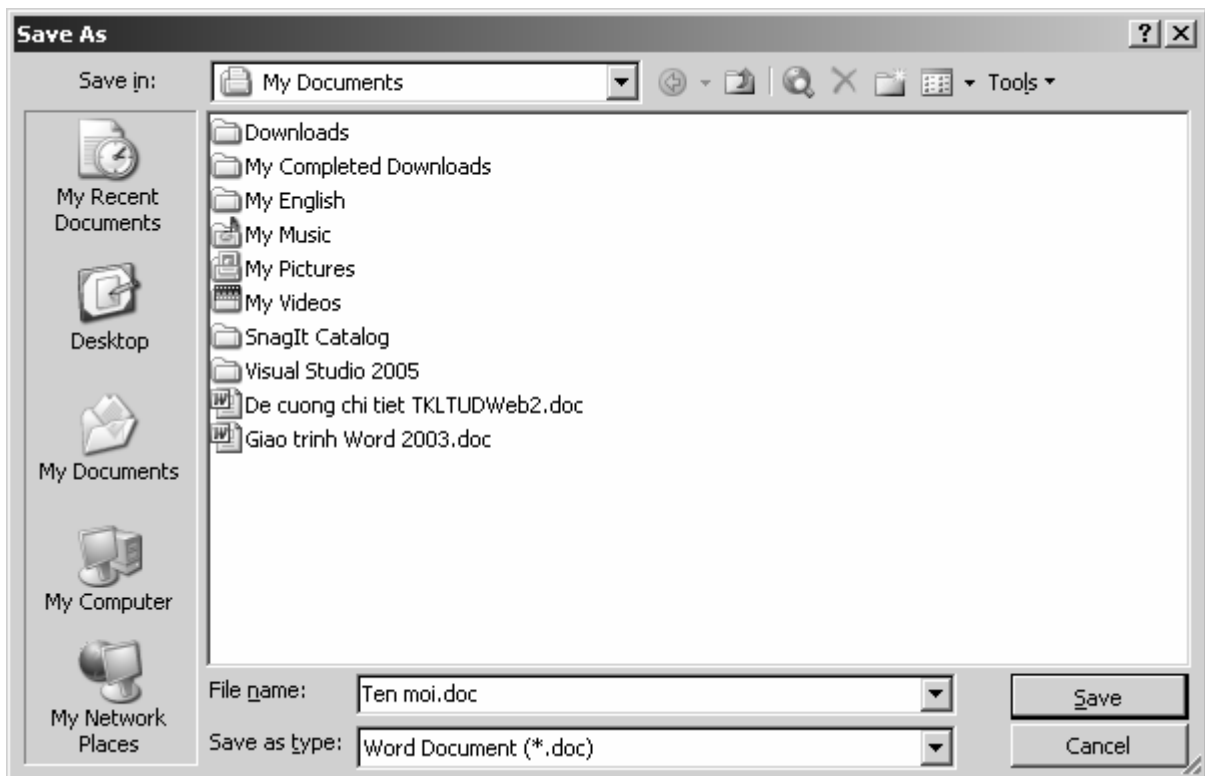 Save As
Save in:
My Documents
Tools
My Recent
Documents
Desktop
My Documents
My Computer
My Network
Places
Downloads
My Completed Downloads
My English
My Music
My Pictures
My Videos
SnagIt Catalog
Visual Studio 2005
De cuong chi tiet TKLTUDWeb2.doc
Giao trinh Word 2003.doc
File name:
Ten moi.doc
Save
Save as type:
Word Document (*.doc)
Cancel